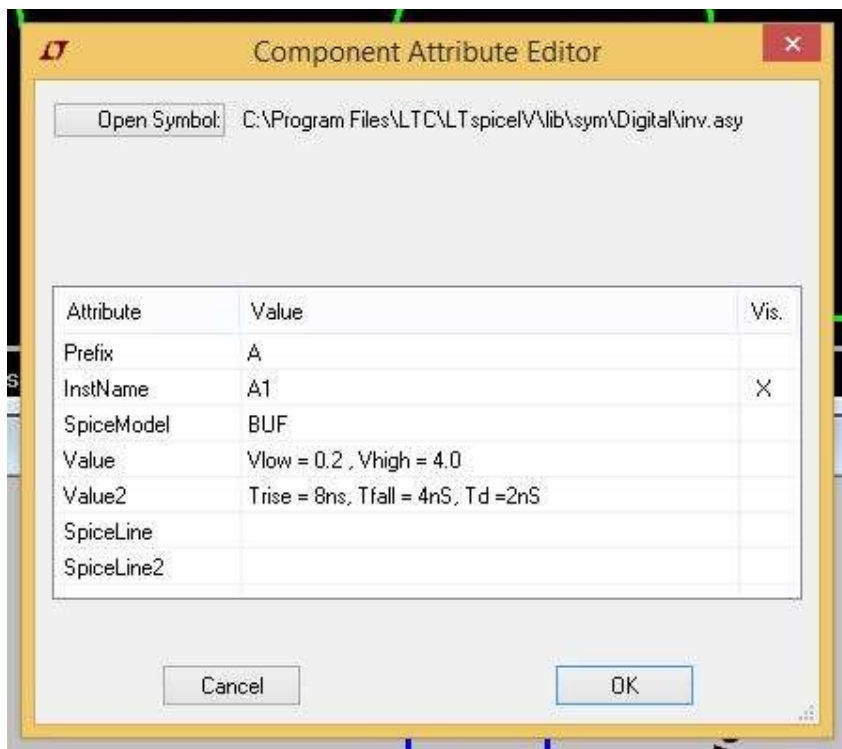 Component Attribute Editor
Open Symbol: C:\Program Files\LTC\LTspiceIV\lib\sym\Digital\inv.asy
Attribute Value Vis.
Prefix A
InstName A1 X
SpiceModel BUF
Value Vlow = 0.2 , Vhigh = 4.0
Value2 Trise = 8ns, Tfall = 4nS, Td =2nS
SpiceLine
SpiceLine2
Cancel OK